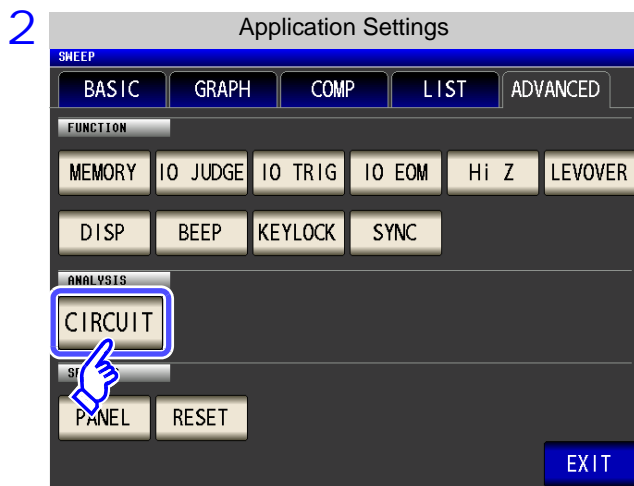 2
Application Settings
SWEEP
BASIC GRAPH COMP LIST ADVANCED
FUNCTION
MEMORY IO JUDGE IO TRIG IO EOM Hi Z LEVOVER
DISP BEEP KEYLOCK SYNC
ANALYSIS
CIRCUIT
PANEL RESET
EXIT